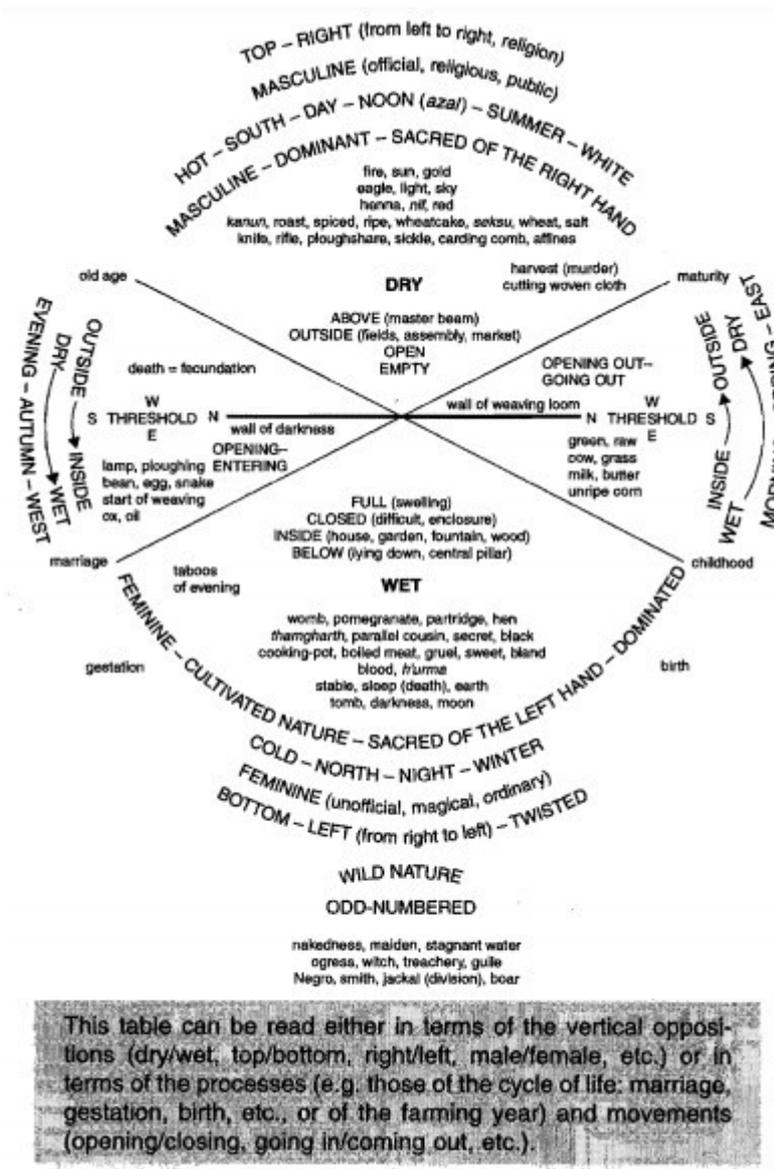 TOP – RIGHT (from left to right, religion)
MASCULINE (official, religious, public)
HOT – SOUTH – DAY – NOON (azal) – SUMMER – WHITE
MASCULINE – DOMINANT – SACRED OF THE RIGHT HAND
fire, sun, gold
eagle, light, sky
henna, nif, red
kanun, roast, spiced, ripe, wheatcake, seksu, wheat, salt
knife, rifle, ploughshare, sickle, carding comb, affines
old age
DRY
harvest (murder)
cutting woven cloth
maturity
ABOVE (master beam)
OUTSIDE (fields, assembly, market)
OPEN
EMPTY
EVENING – AUTUMN – WEST
DRY
WET
OUTSIDE
INSIDE
death = fecundation
W
S THRESHOLD N
E
wall of darkness
OPENING–
ENTERING
lamp, ploughing
bean, egg, snake
start of weaving
ox, oil
OPENING OUT–
GOING OUT
wall of weaving loom
W
N THRESHOLD S
E
green, raw
cow, grass
milk, butter
unripe corn
OUTSIDE
INSIDE
DRY
WET
EAST
FULL (swelling)
CLOSED (difficult, enclosure)
INSIDE (house, garden, fountain, wood)
BELOW (lying down, central pillar)
marriage
taboos
of evening
WET
childhood
womb, pomegranate, partridge, hen
thamgharth, parallel cousin, secret, black
cooking-pot, boiled meat, gruel, sweet, bland
blood, h'urma
stable, sleep (death), earth
tomb, darkness, moon
gestation
birth
FEMININE – CULTIVATED NATURE – SACRED OF THE LEFT HAND – DOMINATED
COLD – NORTH – NIGHT – WINTER
FEMININE (unofficial, magical, ordinary)
BOTTOM – LEFT (from right to left) – TWISTED
WILD NATURE
ODD-NUMBERED
nakedness, maiden, stagnant water
ogress, witch, treachery, guile
Negro, smith, jackal (division), boar
This table can be read either in terms of the vertical opposi-
tions (dry/wet, top/bottom, right/left, male/female, etc.) or in
terms of the processes (e.g. those of the cycle of life: marriage,
gestation, birth, etc., or of the farming year) and movements
(opening/closing, going in/coming out, etc.).